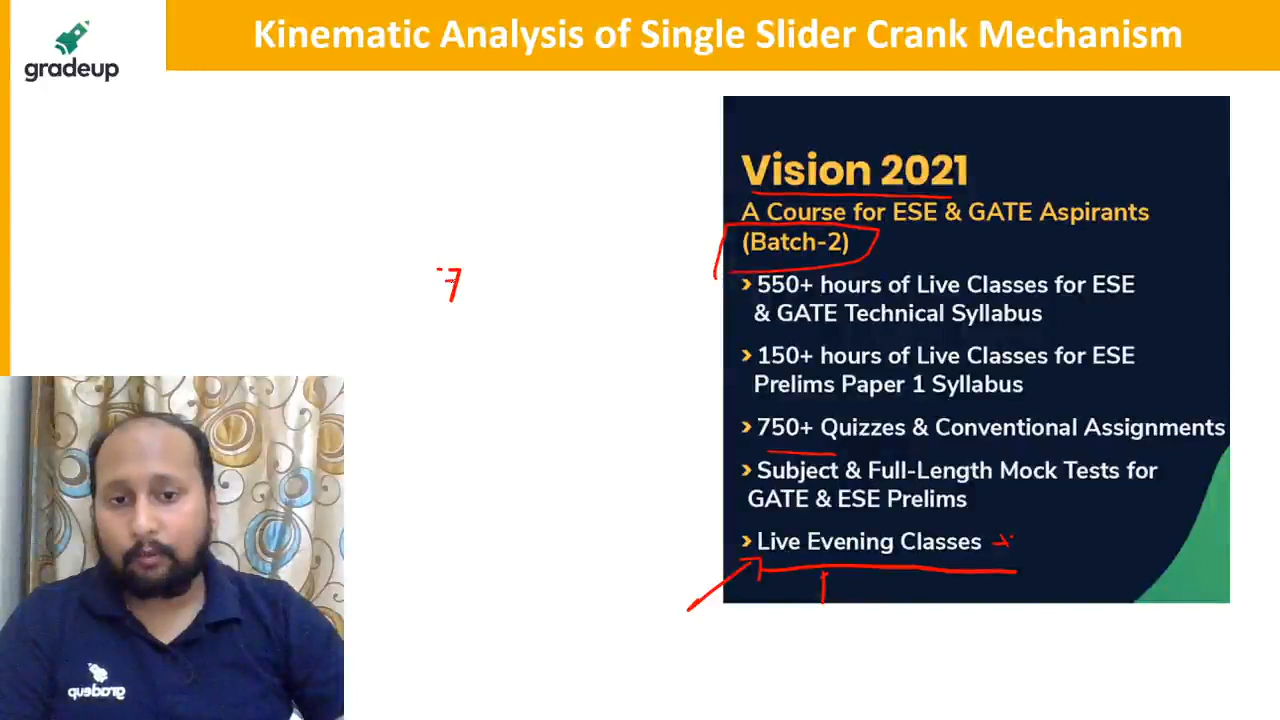 Kinematic Analysis of Single Slider Crank Mechanism
gradeup
Vision 2021
A Course for ESE & GATE Aspirants
(Batch-2)
› 550+ hours of Live Classes for ESE
& GATE Technical Syllabus
› 150+ hours of Live Classes for ESE
Prelims Paper 1 Syllabus
› 750+ Quizzes & Conventional Assignments
› Subject & Full-Length Mock Tests for
GATE & ESE Prelims
› Live Evening Classes
7
gradeup